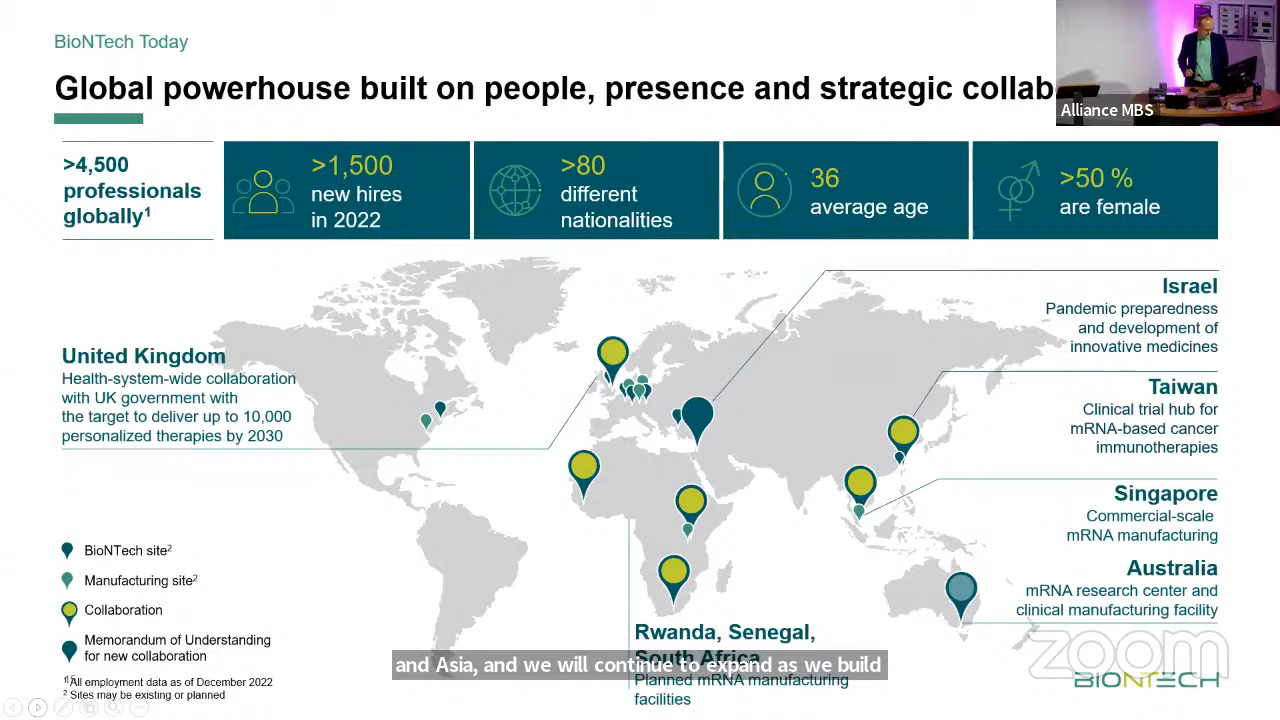 BioNTech Today
Global powerhouse built on people, presence and strategic collab
Alliance MBS
>4,500
professionals
globally¹
>1,500
new hires
in 2022
>80
different
nationalities
36
average age
>50 %
are female
United Kingdom
Health-system-wide collaboration
with UK government with
the target to deliver up to 10,000
personalized therapies by 2030
Israel
Pandemic preparedness
and development of
innovative medicines
Taiwan
Clinical trial hub for
mRNA-based cancer
immunotherapies
Singapore
Commercial-scale
mRNA manufacturing
Australia
mRNA research center and
clinical manufacturing facility
Rwanda, Senegal,
South Africa
Planned mRNA manufacturing
facilities
BioNTech site²
Manufacturing site²
Collaboration
Memorandum of Understanding
for new collaboration
All employment data as of December 2022
² Sites may be existing or planned
and Asia, and we will continue to expand as we build
zoom
BIONTECH